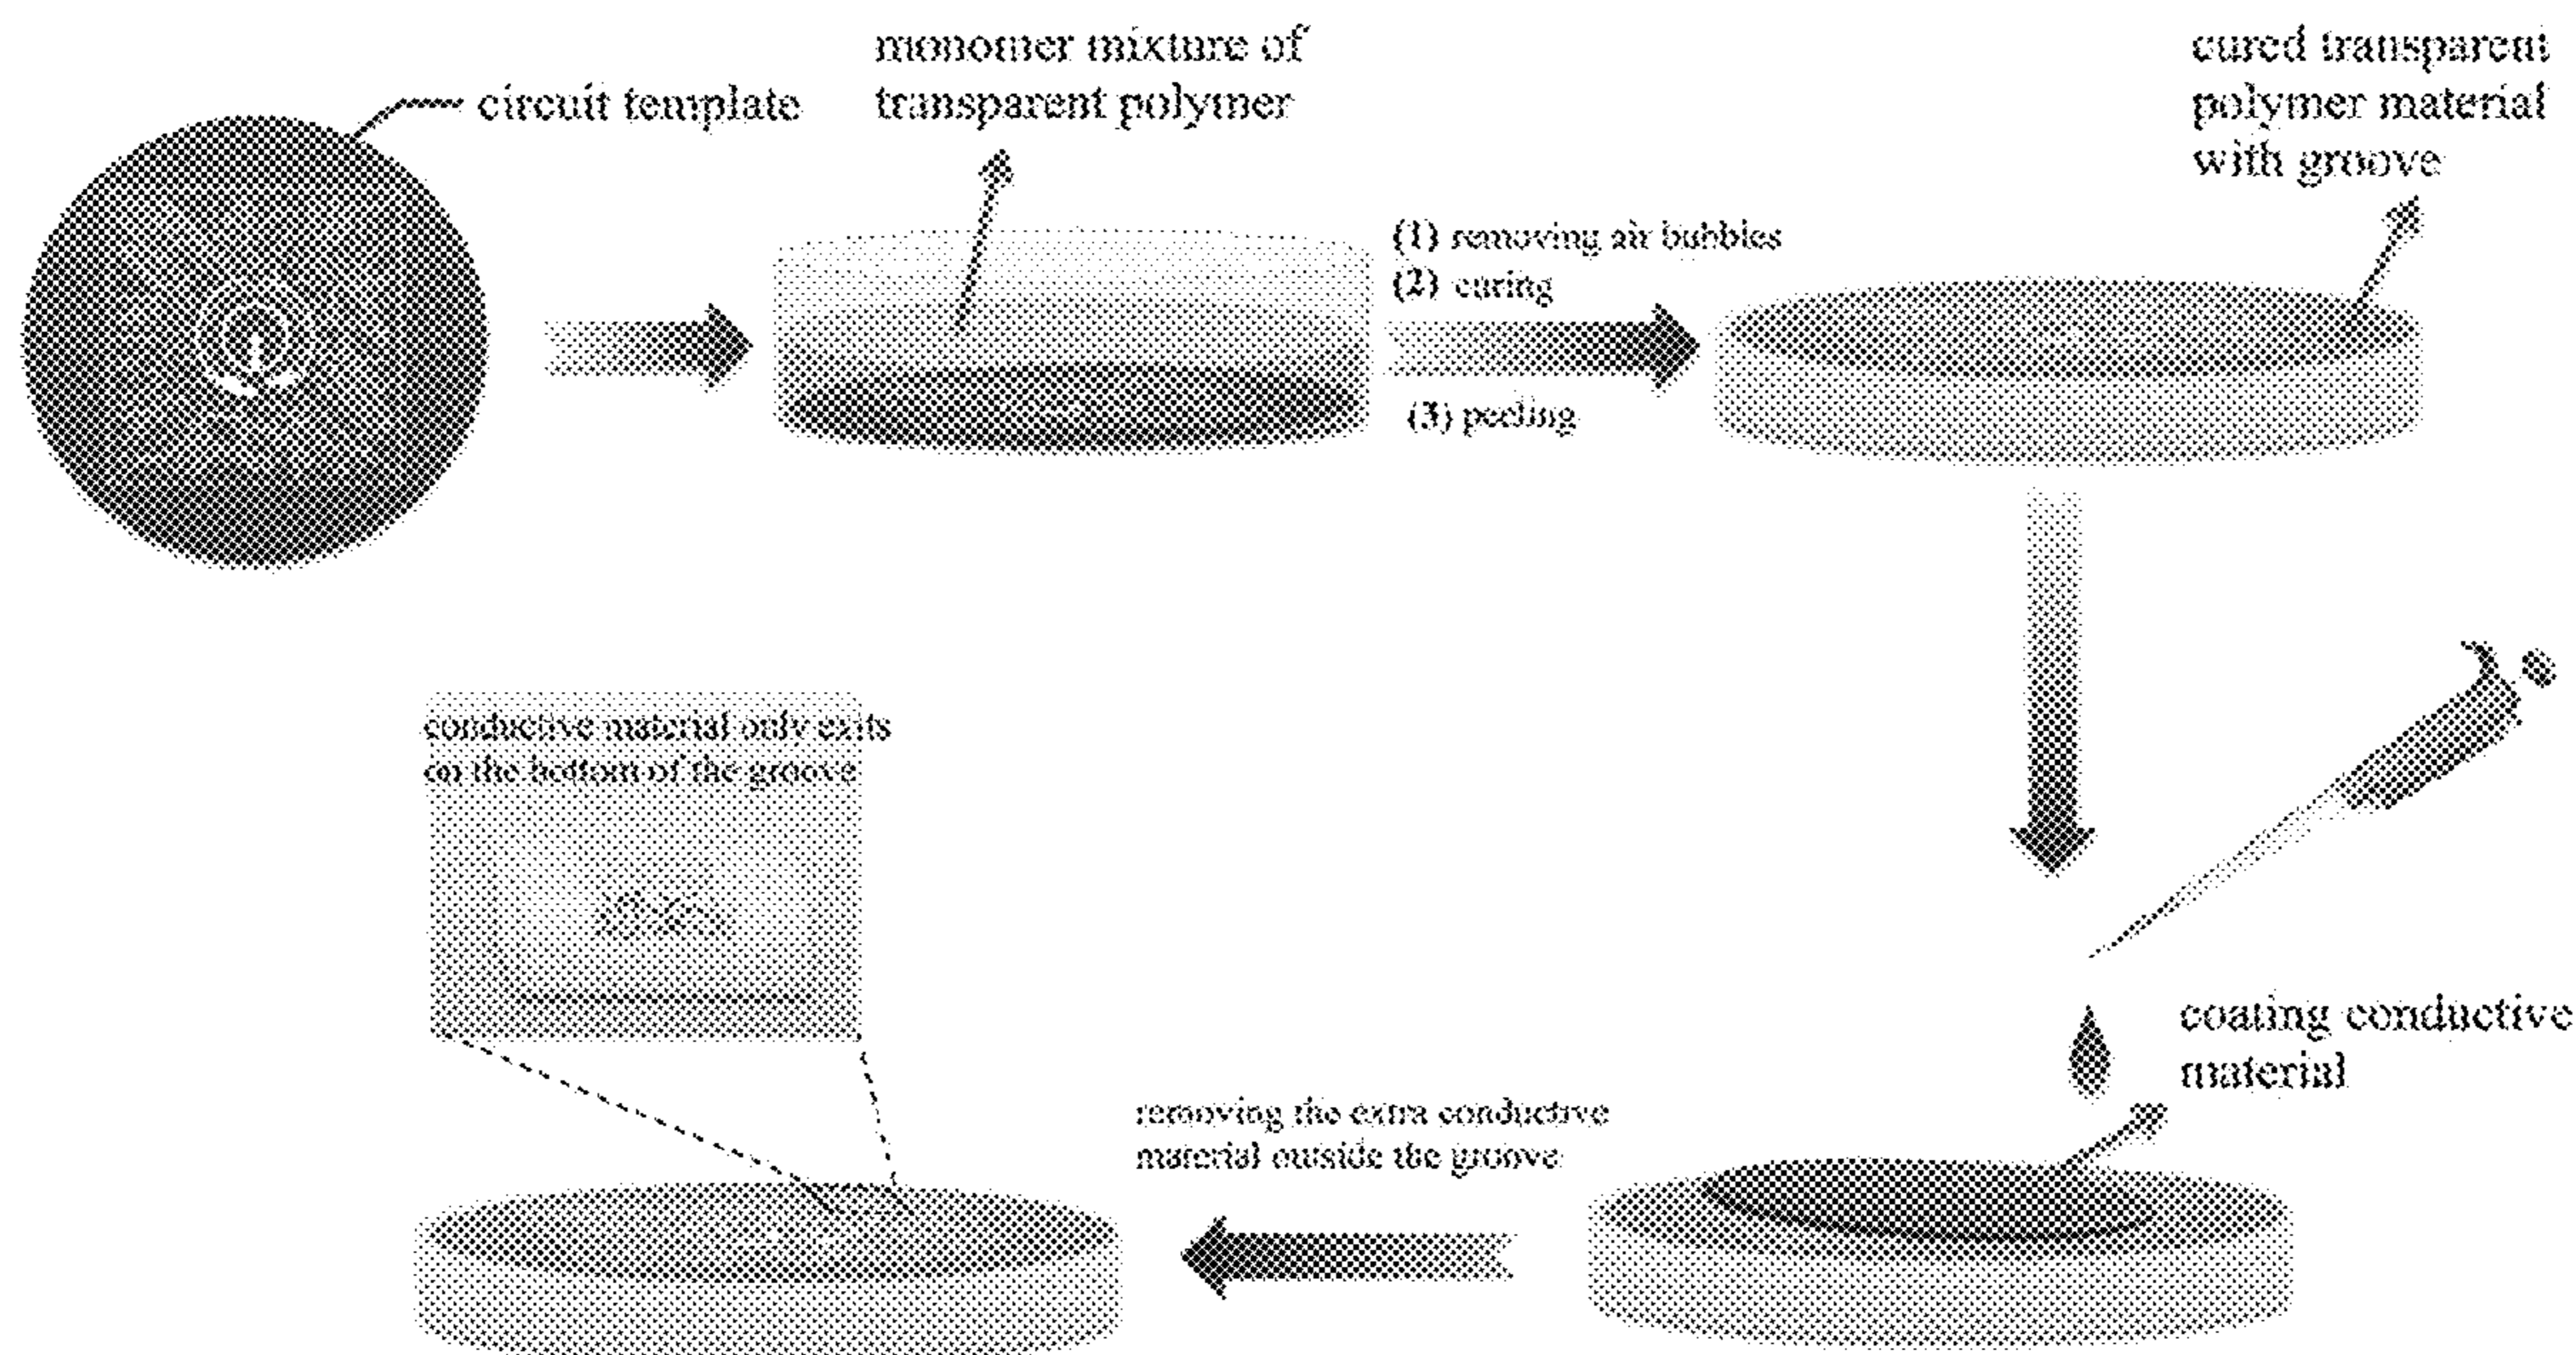 circuit template
monomer mixture of
transparent polymer
(1) removing air bubbles
(2) curing
(3) peeling
cured transparent
polymer material
with groove
coating conductive
material
removing the extra conductive
material outside the groove
conductive material only exits
on the bottom of the groove